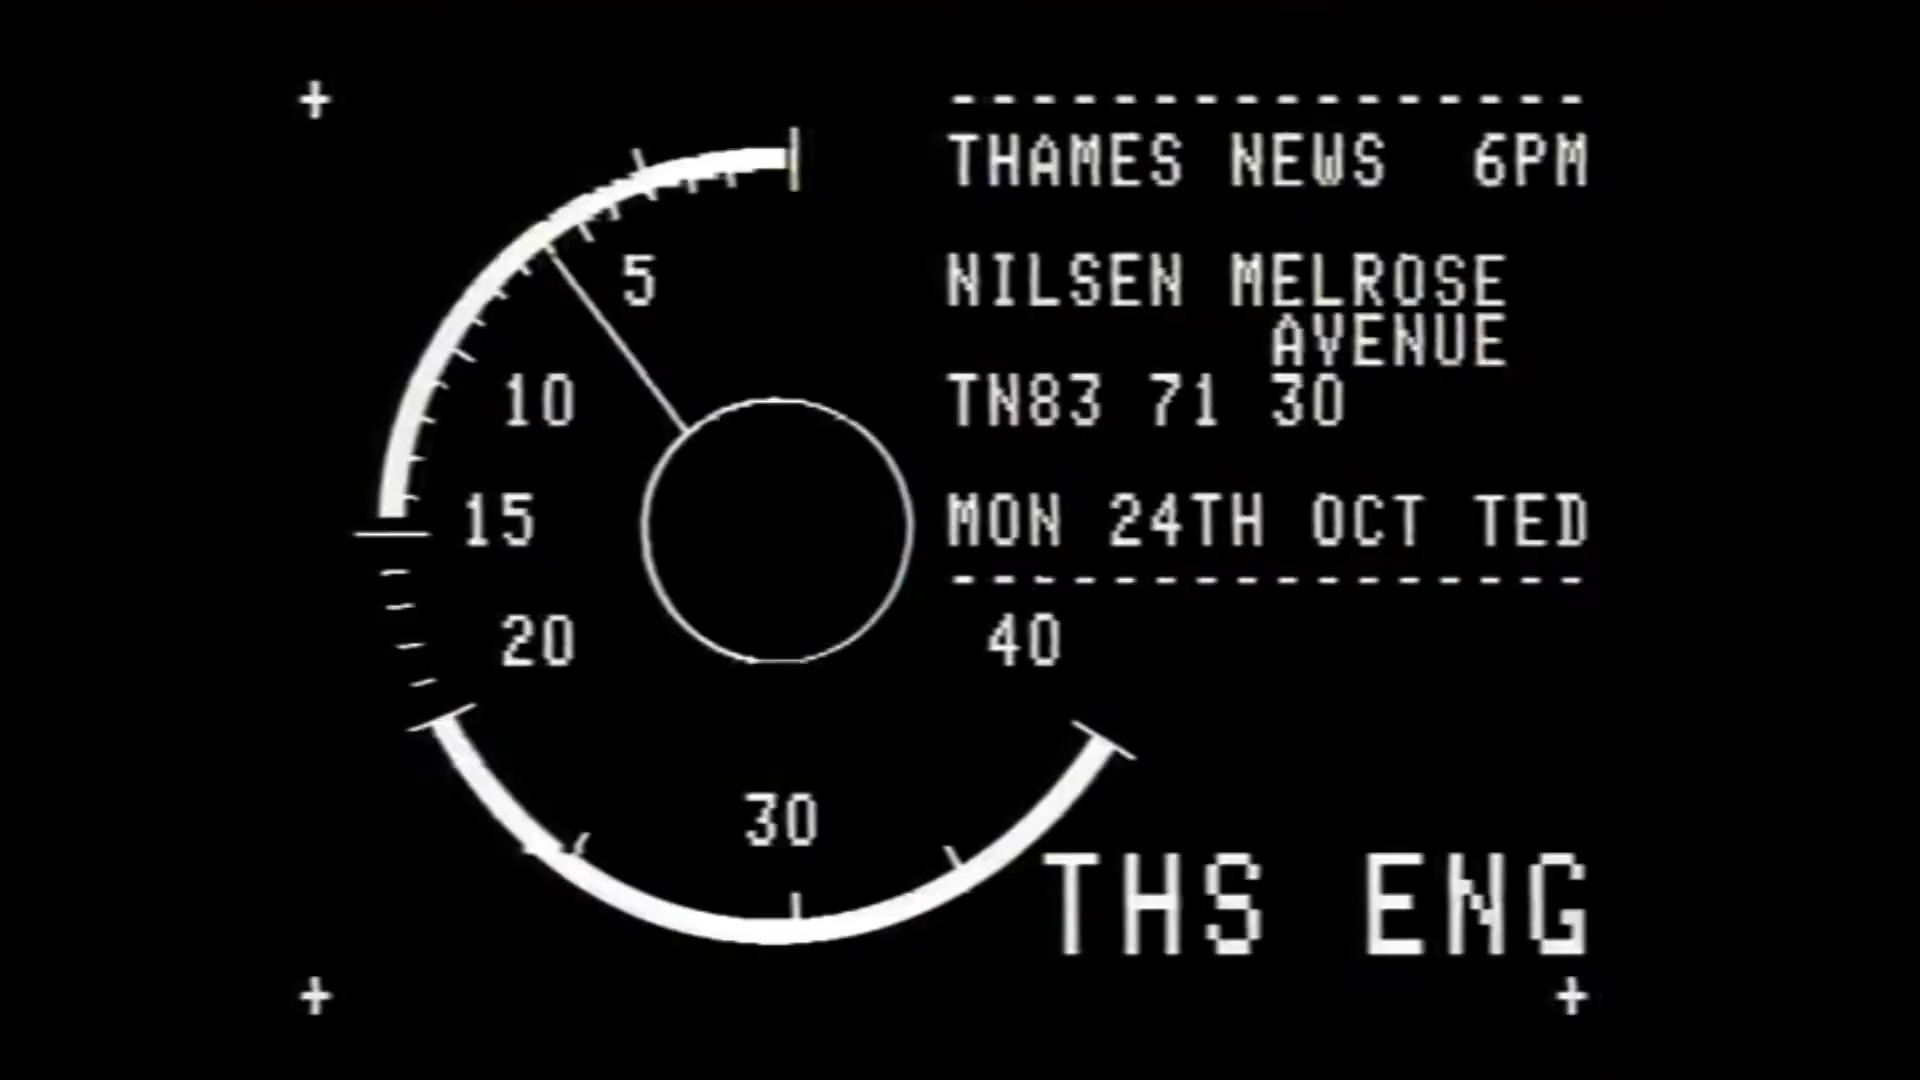 THAMES NEWS 6PM
NILSEN MELROSE
AVENUE
TN83 71 30
MON 24TH OCT TED
5
10
15
20
30
40
THS ENG